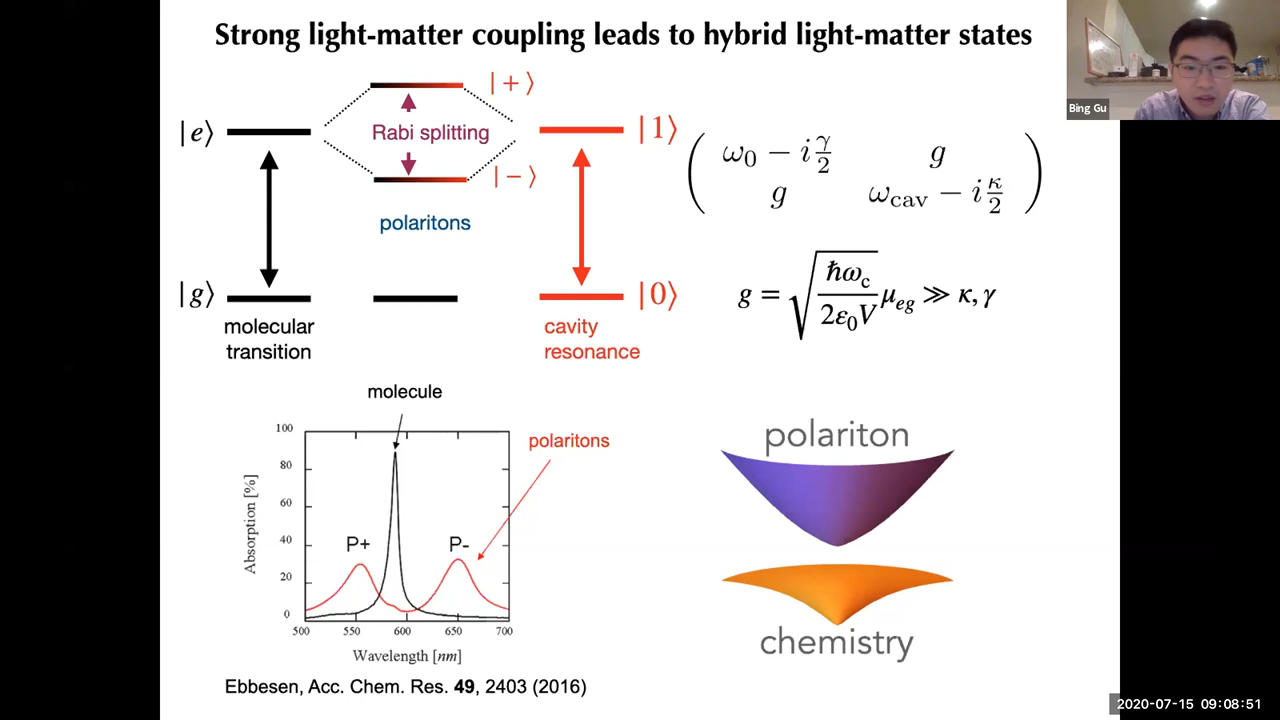 Strong light-matter coupling leads to hybrid light-matter states
Bing Gu
|e⟩
|+⟩
Rabi splitting
|−⟩
|1⟩
polaritons
|g⟩
|0⟩
molecular
transition
cavity
resonance
ω₀ − i γ/2 g
g ω_cav − i κ/2
g = √(ℏω_c / 2ε₀V) μ_eg ≫ κ, γ
molecule
polaritons
P+
P-
Absorption [%]
100
80
60
40
20
0
500 550 600 650 700
Wavelength [nm]
Ebbesen, Acc. Chem. Res. 49, 2403 (2016)
polariton
chemistry
2020-07-15 09:08:51